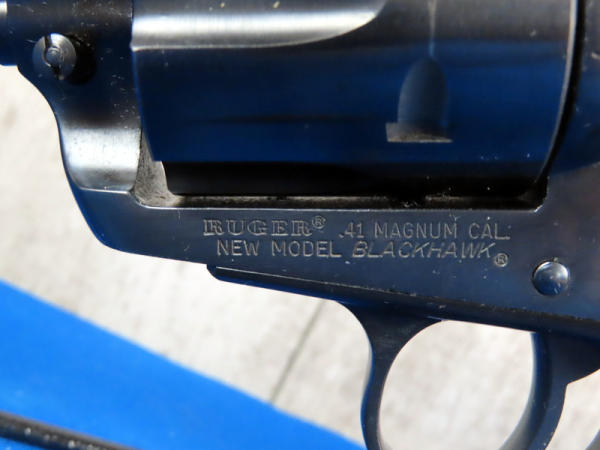 RUGER® .41 MAGNUM CAL.
NEW MODEL BLACKHAWK®